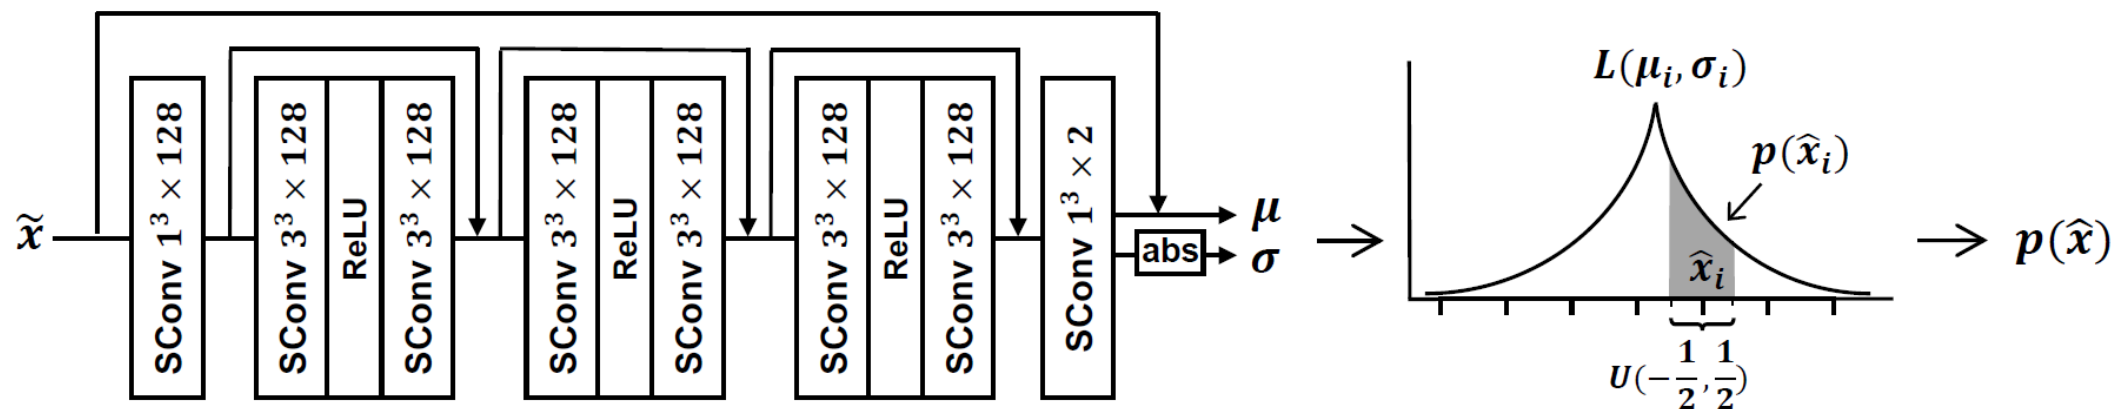 x̃
SConv 1³ × 128
SConv 3³ × 128
ReLU
SConv 3³ × 128
SConv 3³ × 128
ReLU
SConv 3³ × 128
SConv 3³ × 128
ReLU
SConv 3³ × 128
SConv 1³ × 2
abs
μ
σ
L(μᵢ, σᵢ)
p(x̂ᵢ)
x̂ᵢ
U(−1/2, 1/2)
p(x̂)